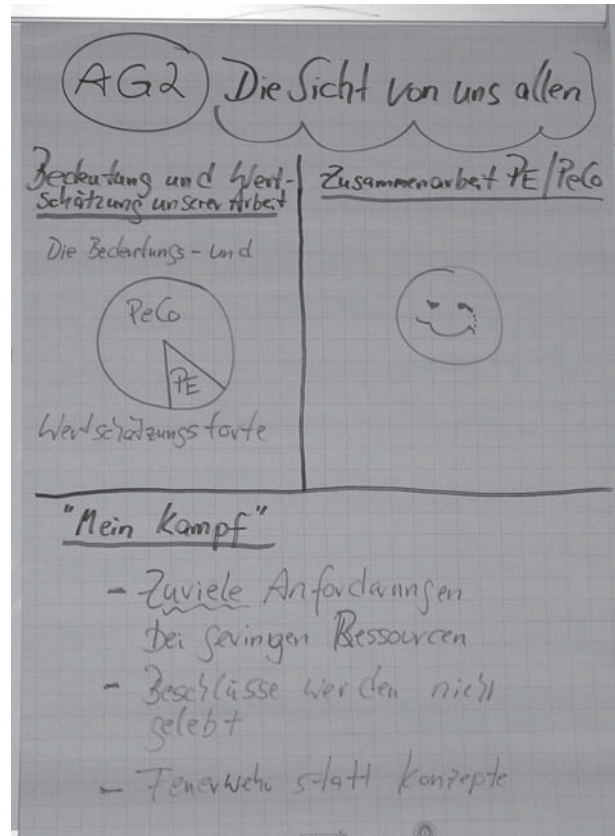 AG2 Die Sicht von uns allen
Bedeutung und Wert-
schätzung unserer Arbeit
Die Bedeutungs- und
PeCo
PE
Wertschätzungstorte
Zusammenarbeit PE/PeCo
"Mein Kampf"
- Zuviele Anforderungen
bei geringen Ressourcen
- Beschlüsse werden nicht
gelebt
- Feuerwehr statt Konzepte